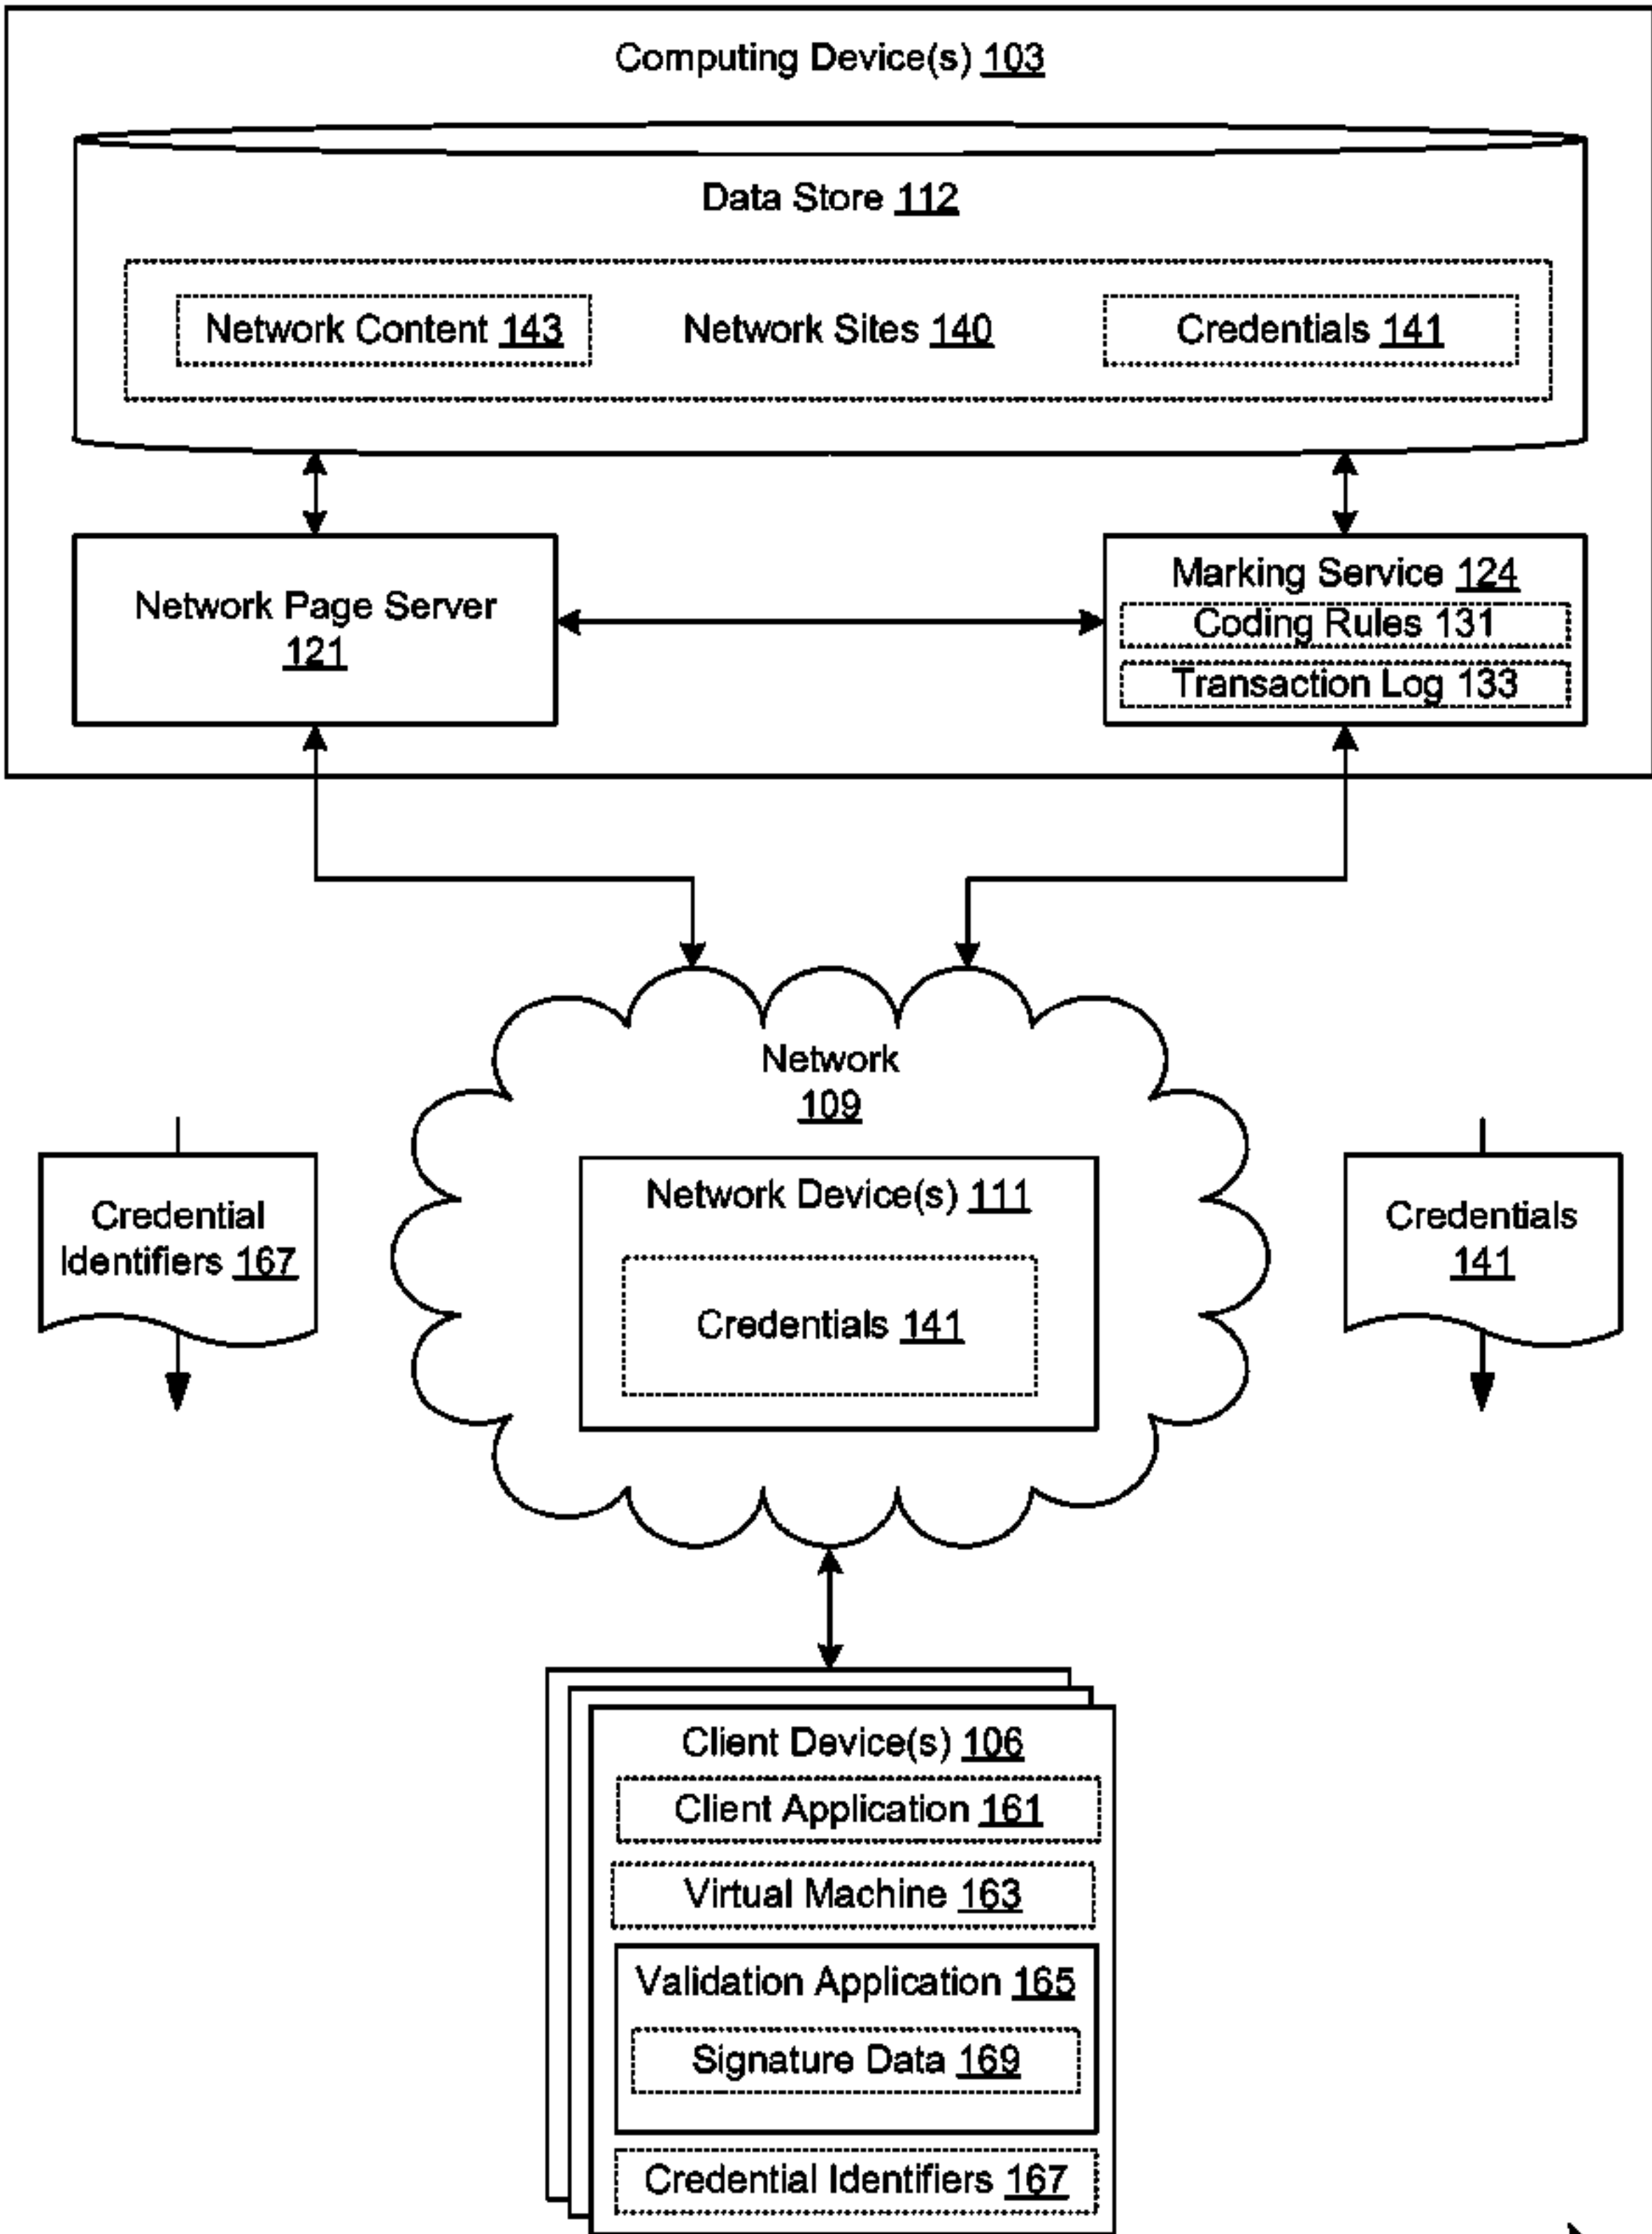 Computing Device(s) 103
Data Store 112
Network Content 143
Network Sites 140
Credentials 141
Network Page Server
121
Marking Service 124
Coding Rules 131
Transaction Log 133
Network
109
Network Device(s) 111
Credentials 141
Credential
Identifiers 167
Credentials
141
Client Device(s) 106
Client Application 161
Virtual Machine 163
Validation Application 165
Signature Data 169
Credential Identifiers 167